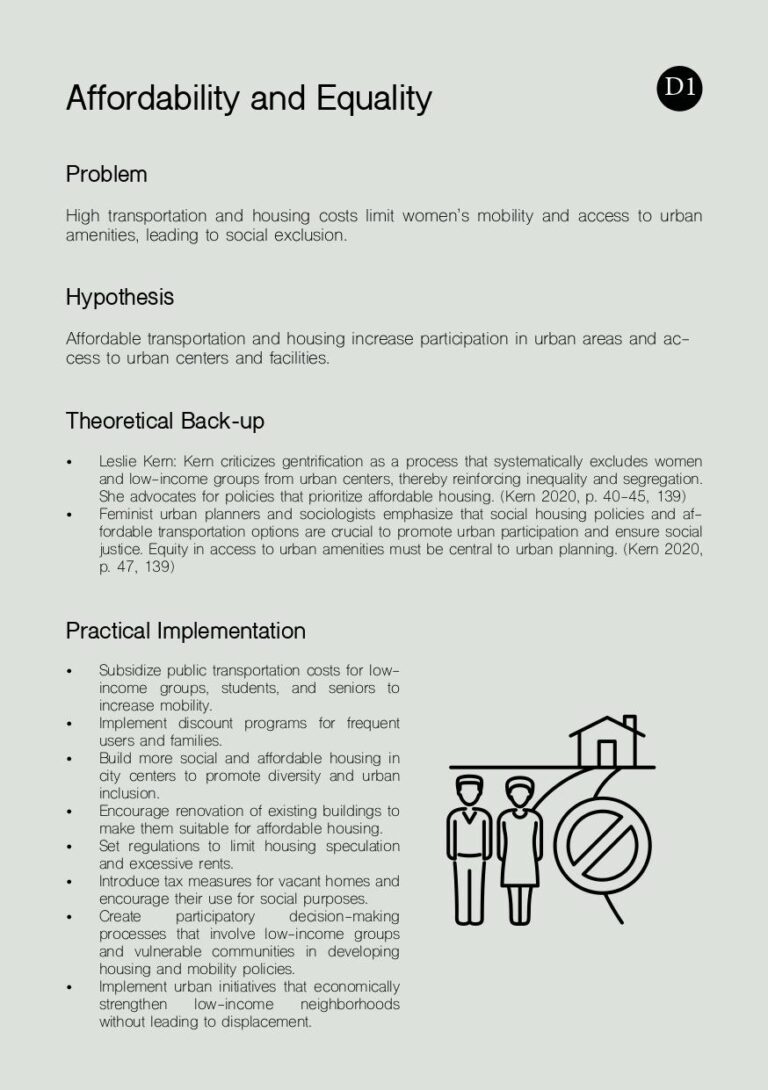 Affordability and Equality
D1
Problem
High transportation and housing costs limit women's mobility and access to urban
amenities, leading to social exclusion.
Hypothesis
Affordable transportation and housing increase participation in urban areas and ac-
cess to urban centers and facilities.
Theoretical Back-up
• Leslie Kern: Kern criticizes gentrification as a process that systematically excludes women
and low-income groups from urban centers, thereby reinforcing inequality and segregation.
She advocates for policies that prioritize affordable housing. (Kern 2020, p. 40-45, 139)
• Feminist urban planners and sociologists emphasize that social housing policies and af-
fordable transportation options are crucial to promote urban participation and ensure social
justice. Equity in access to urban amenities must be central to urban planning. (Kern 2020,
p. 47, 139)
Practical Implementation
• Subsidize public transportation costs for low-
income groups, students, and seniors to
increase mobility.
• Implement discount programs for frequent
users and families.
• Build more social and affordable housing in
city centers to promote diversity and urban
inclusion.
• Encourage renovation of existing buildings to
make them suitable for affordable housing.
• Set regulations to limit housing speculation
and excessive rents.
• Introduce tax measures for vacant homes and
encourage their use for social purposes.
• Create participatory decision-making
processes that involve low-income groups
and vulnerable communities in developing
housing and mobility policies.
• Implement urban initiatives that economically
strengthen low-income neighborhoods
without leading to displacement.